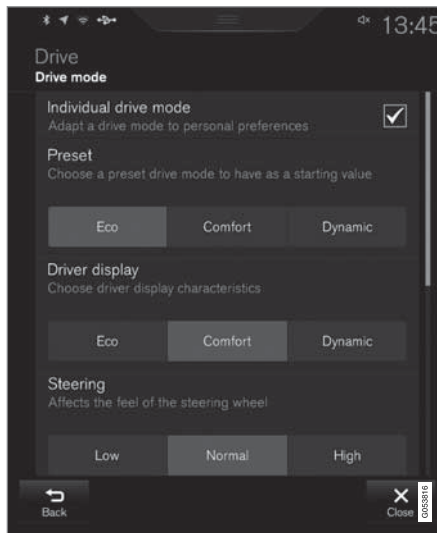 13:45
Drive
Drive mode
Individual drive mode
Adapt a drive mode to personal preferences
Preset
Choose a preset drive mode to have as a starting value
Eco Comfort Dynamic
Driver display
Choose driver display characteristics
Eco Comfort Dynamic
Steering
Affects the feel of the steering wheel
Low Normal High
Back Close
G053816